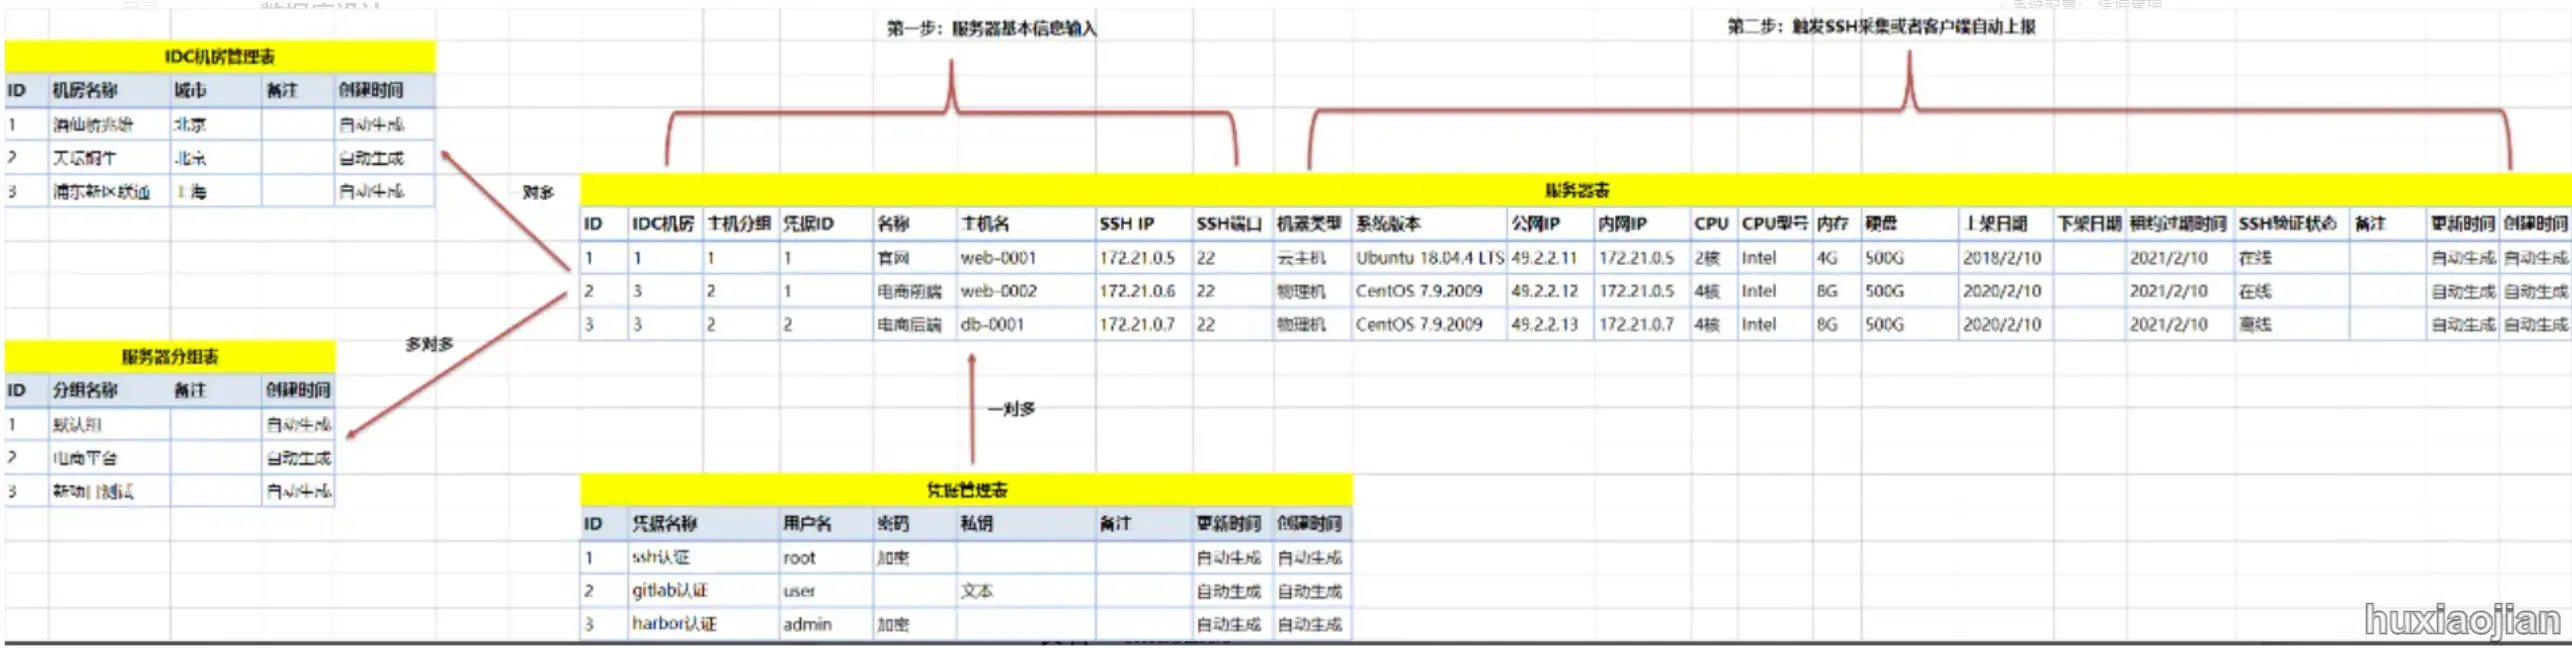 第一步：服务器基本信息输入
第二步：触发SSH采集或者客户端自动上报
IDC机房管理表
ID 机房名称 城市 备注 创建时间
1 酒仙桥兆维 北京 自动生成
2 天坛铜牛 北京 自动生成
3 浦东新区联通 上海 自动生成
一对多
服务器表
ID IDC机房 主机分组 凭据ID 名称 主机名 SSH IP SSH端口 机器类型 系统版本 公网IP 内网IP CPU CPU型号 内存 硬盘 上架日期 下架日期 租约过期时间 SSH验证状态 备注 更新时间 创建时间
1 1 1 1 官网 web-0001 172.21.0.5 22 云主机 Ubuntu 18.04.4 LTS 49.2.2.11 172.21.0.5 2核 Intel 4G 500G 2018/2/10 2021/2/10 在线 自动生成 自动生成
2 3 2 1 电商前端 web-0002 172.21.0.6 22 物理机 CentOS 7.9.2009 49.2.2.12 172.21.0.5 4核 Intel 8G 500G 2020/2/10 2021/2/10 在线 自动生成 自动生成
3 3 2 2 电商后端 db-0001 172.21.0.7 22 物理机 CentOS 7.9.2009 49.2.2.13 172.21.0.7 4核 Intel 8G 500G 2020/2/10 2021/2/10 离线 自动生成 自动生成
多对多
服务器分组表
ID 分组名称 备注 创建时间
1 默认组 自动生成
2 电商平台 自动生成
3 新项目测试 自动生成
一对多
凭据管理表
ID 凭据名称 用户名 密码 私钥 备注 更新时间 创建时间
1 ssh认证 root 加密 自动生成 自动生成
2 gitlab认证 user 文本 自动生成 自动生成
3 harbor认证 admin 加密 自动生成 自动生成
huxiaojian